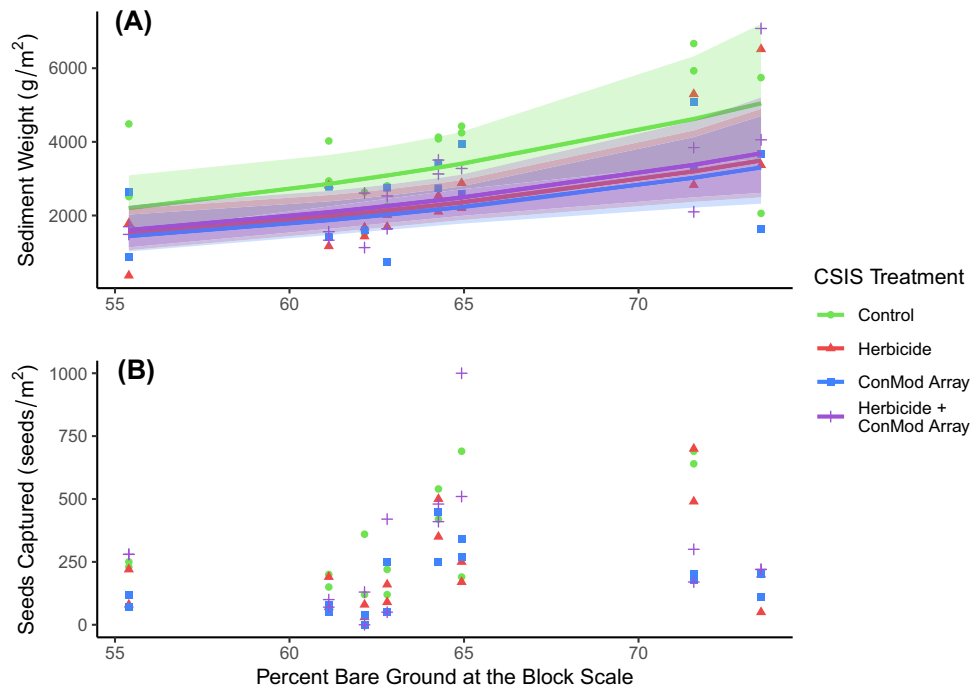 (A)
Sediment Weight (g/m²)
6000
4000
2000
55
60
65
70
CSIS Treatment
Control
Herbicide
ConMod Array
Herbicide +
ConMod Array
(B)
Seeds Captured (seeds/m²)
1000
750
500
250
0
55
60
65
70
Percent Bare Ground at the Block Scale